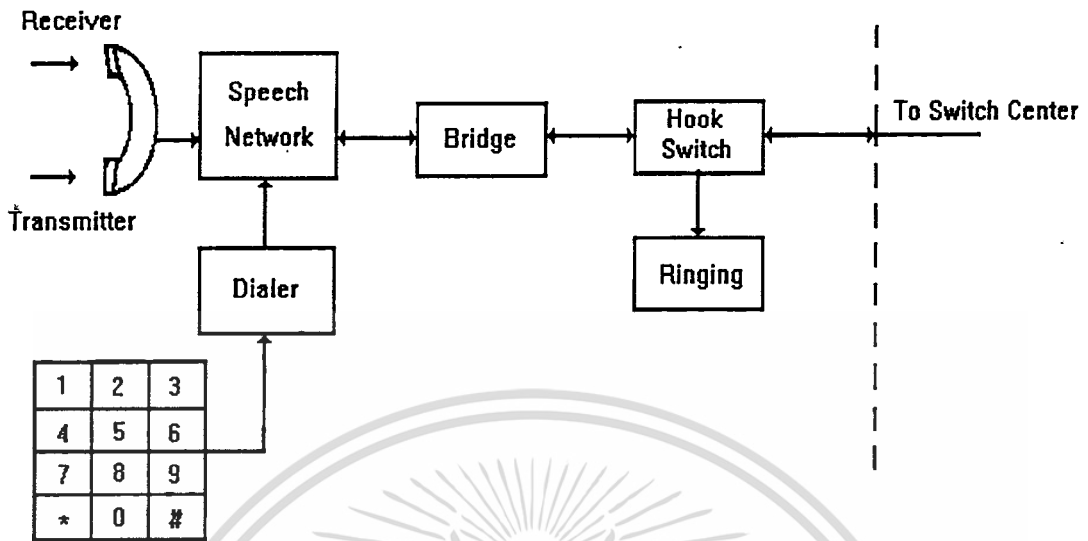 Receiver
Speech
Network
Bridge
Hook
Switch
To Switch Center
Transmitter
Dialer
Ringing
1 2 3
4 5 6
7 8 9
* 0 #